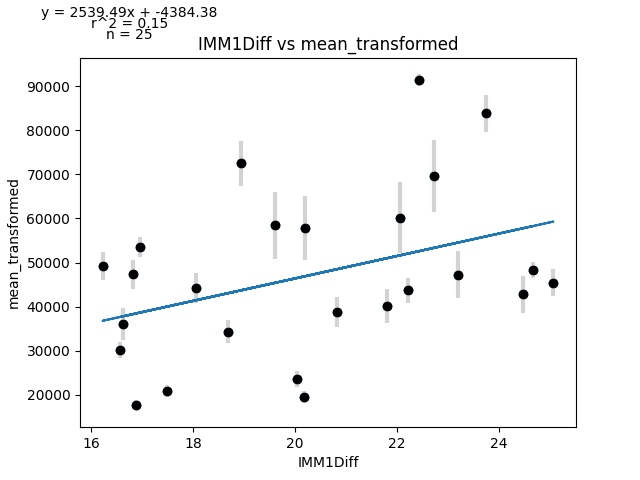 y = 2539.49x + -4384.38
r^2 = 0.15
n = 25
IMM1Diff vs mean_transformed
90000
80000
70000
60000
50000
40000
30000
20000
mean_transformed
16 18 20 22 24
IMM1Diff